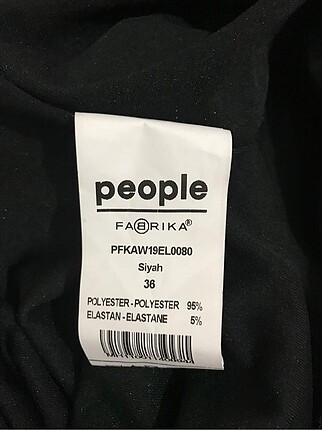 people
FABRIKA®
PFKAW19EL0080
Siyah
36
POLYESTER-POLYESTER 95%
ELASTAN-ELASTANE 5%